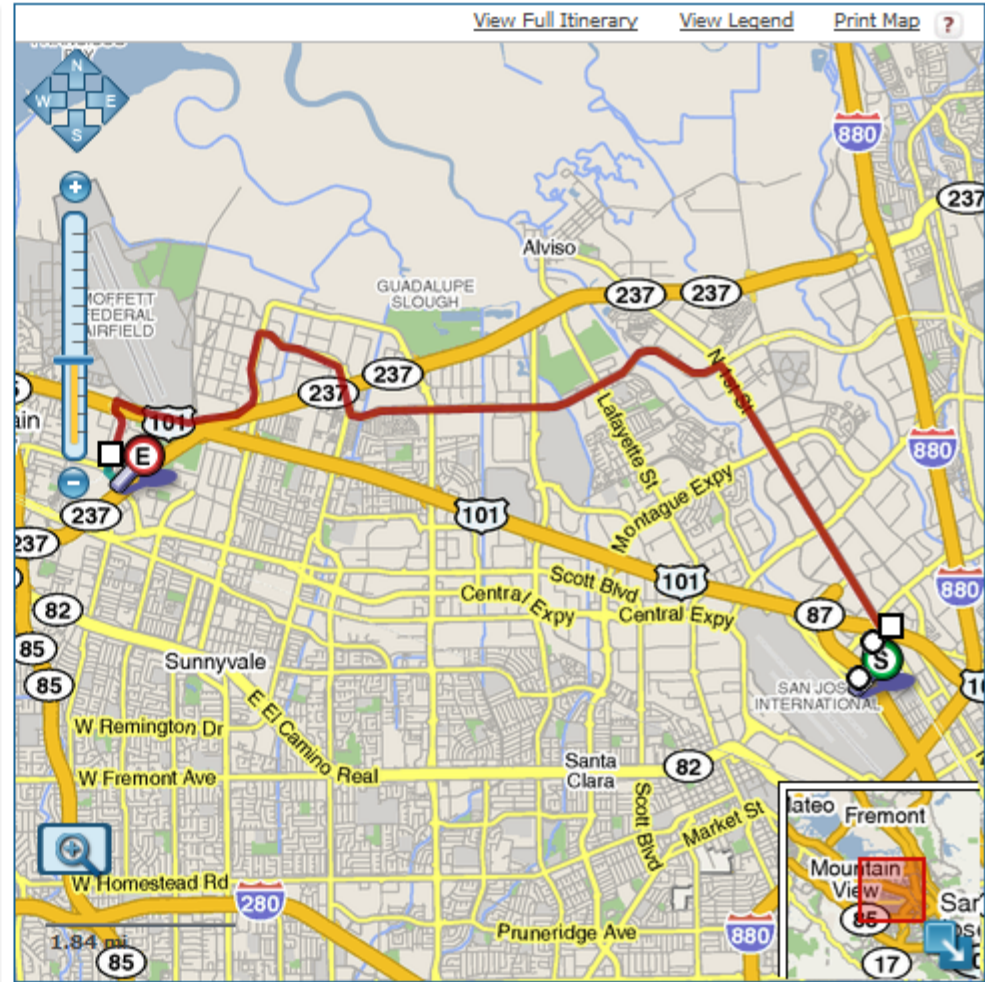 View Full Itinerary View Legend Print Map ?
BAY
N
W E
S
880
237
Alviso
MOFFETT
FEDERAL
AIRFIELD
GUADALUPE
SLOUGH
237 237
237
237
N 1st St
101
Lafayette St
880
E
237
Montague Expy
101
237
Scott Blvd
101
Central Expy
Central Expy
880
82
87
85
Sunnyvale
S
85
SAN JOSE
INTERNATIONAL
W Remington Dr
E El Camino Real
W Fremont Ave
Santa
Clara
82
Scott Blvd
Market St
Fremont
Mountain
View
85
W Homestead Rd
280
Pruneridge Ave
880
1.84 mi
85
17